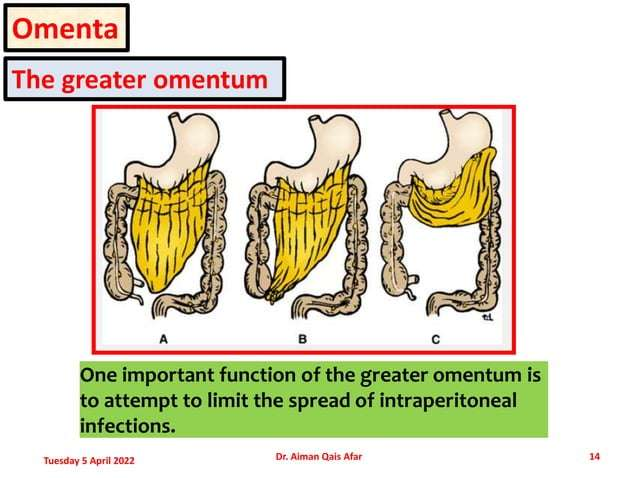 Omenta
The greater omentum
A
B
C
One important function of the greater omentum is
to attempt to limit the spread of intraperitoneal
infections.
Tuesday 5 April 2022
Dr. Aiman Qais Afar
14